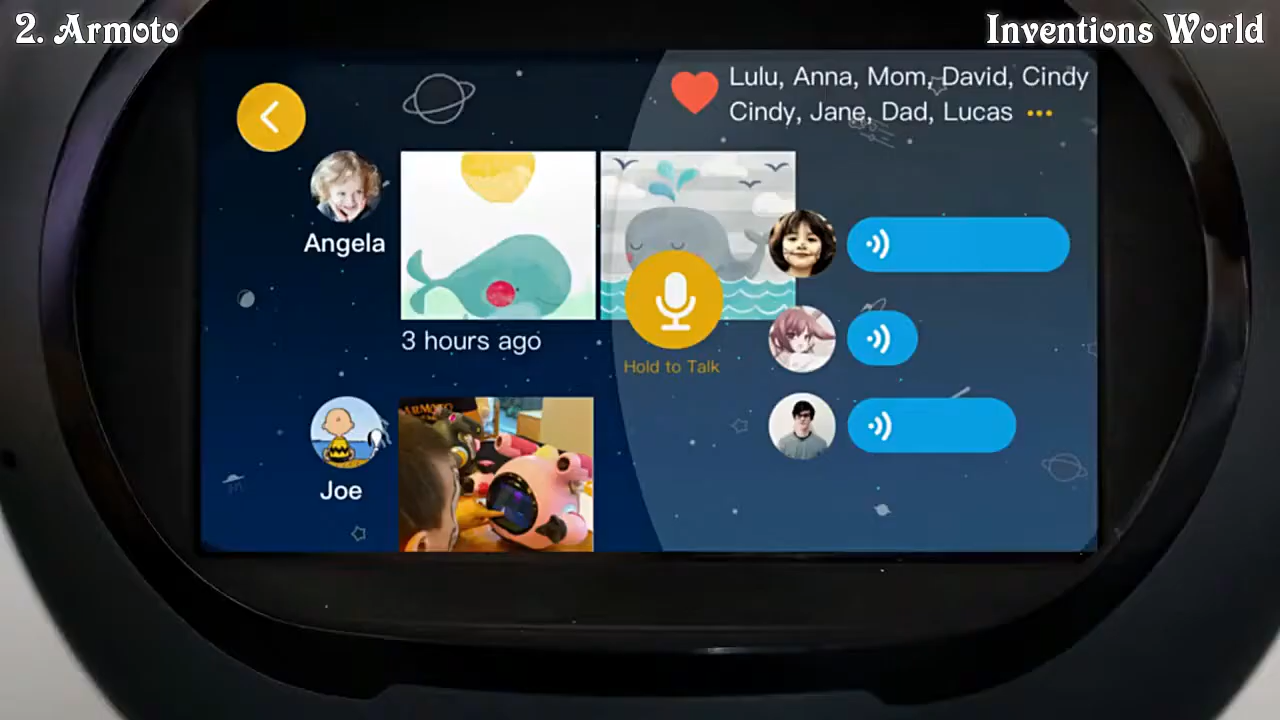 2. Armoto
Inventions World
Lulu, Anna, Mom, David, Cindy
Cindy, Jane, Dad, Lucas ...
Angela
3 hours ago
Hold to Talk
Joe
ARMOTO